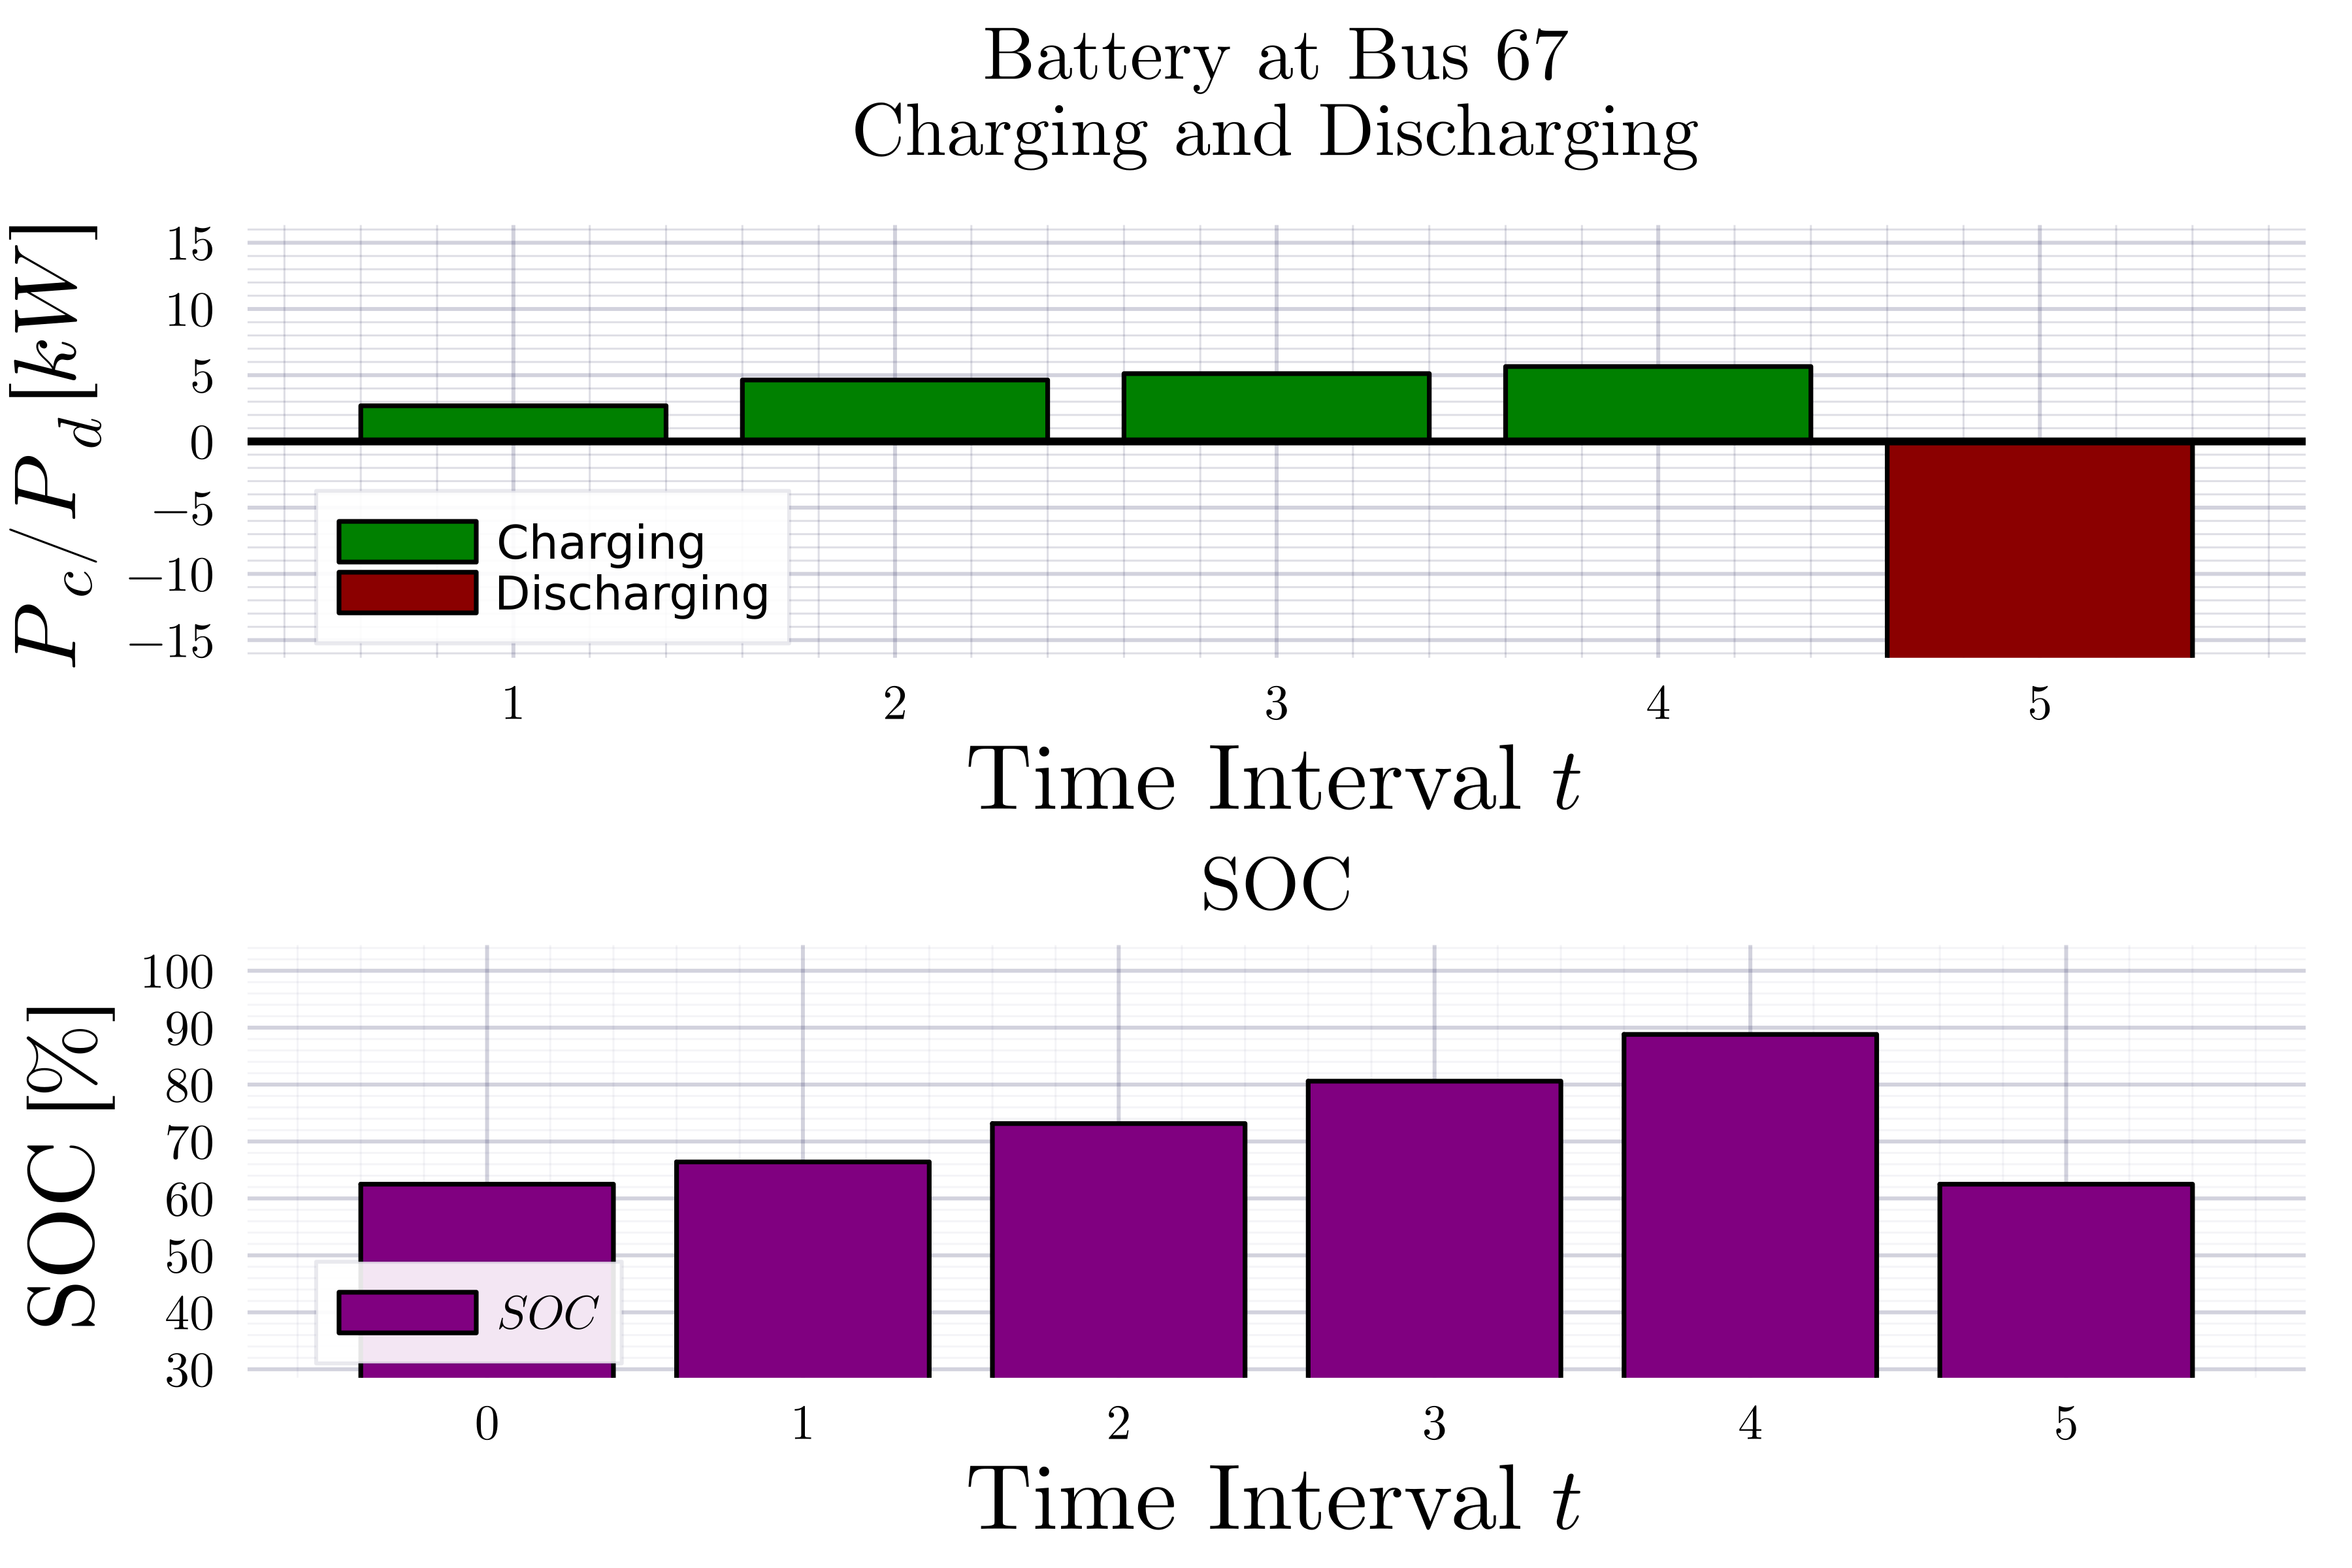 Battery at Bus 67
Charging and Discharging
P_c/P_d [kW]
15
10
5
0
−5
−10
−15
Charging
Discharging
1 2 3 4 5
Time Interval t
SOC
SOC [%]
100
90
80
70
60
50
40
30
SOC
0 1 2 3 4 5
Time Interval t